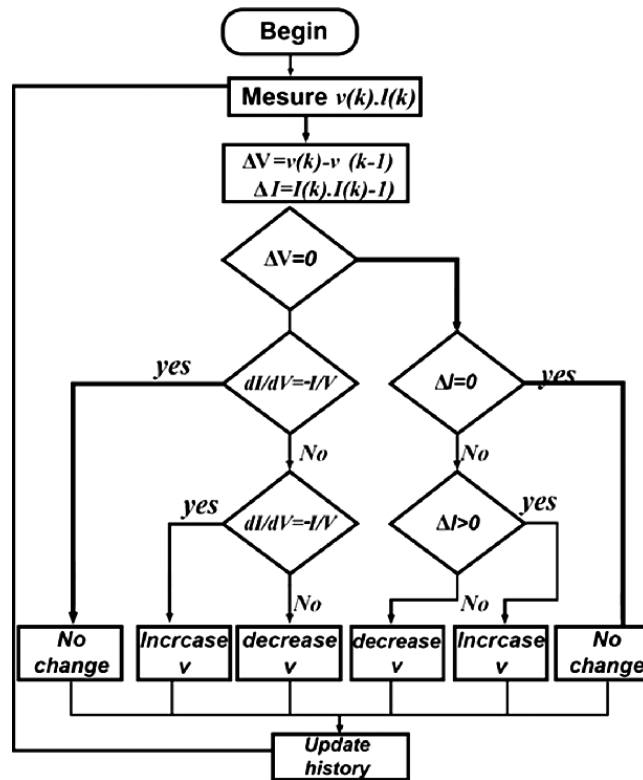 Begin
Mesure v(k).I(k)
ΔV=v(k)-v (k-1)
ΔI=I(k).I(k)-1)
ΔV=0
yes
dI/dV=-I/V
ΔI=0
yes
No
No
yes
dI/dV=-I/V
ΔI>0
yes
No
No
No
change
Incrcase
v
decrease
v
decrease
v
Incrcase
v
No
change
Update
history